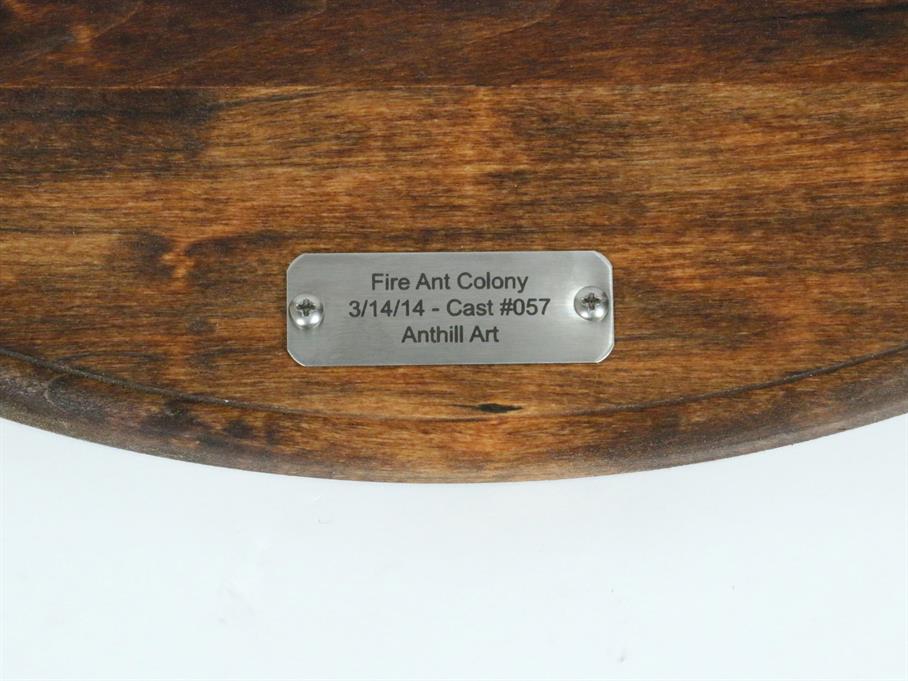 Fire Ant Colony
3/14/14 - Cast #057
Anthill Art